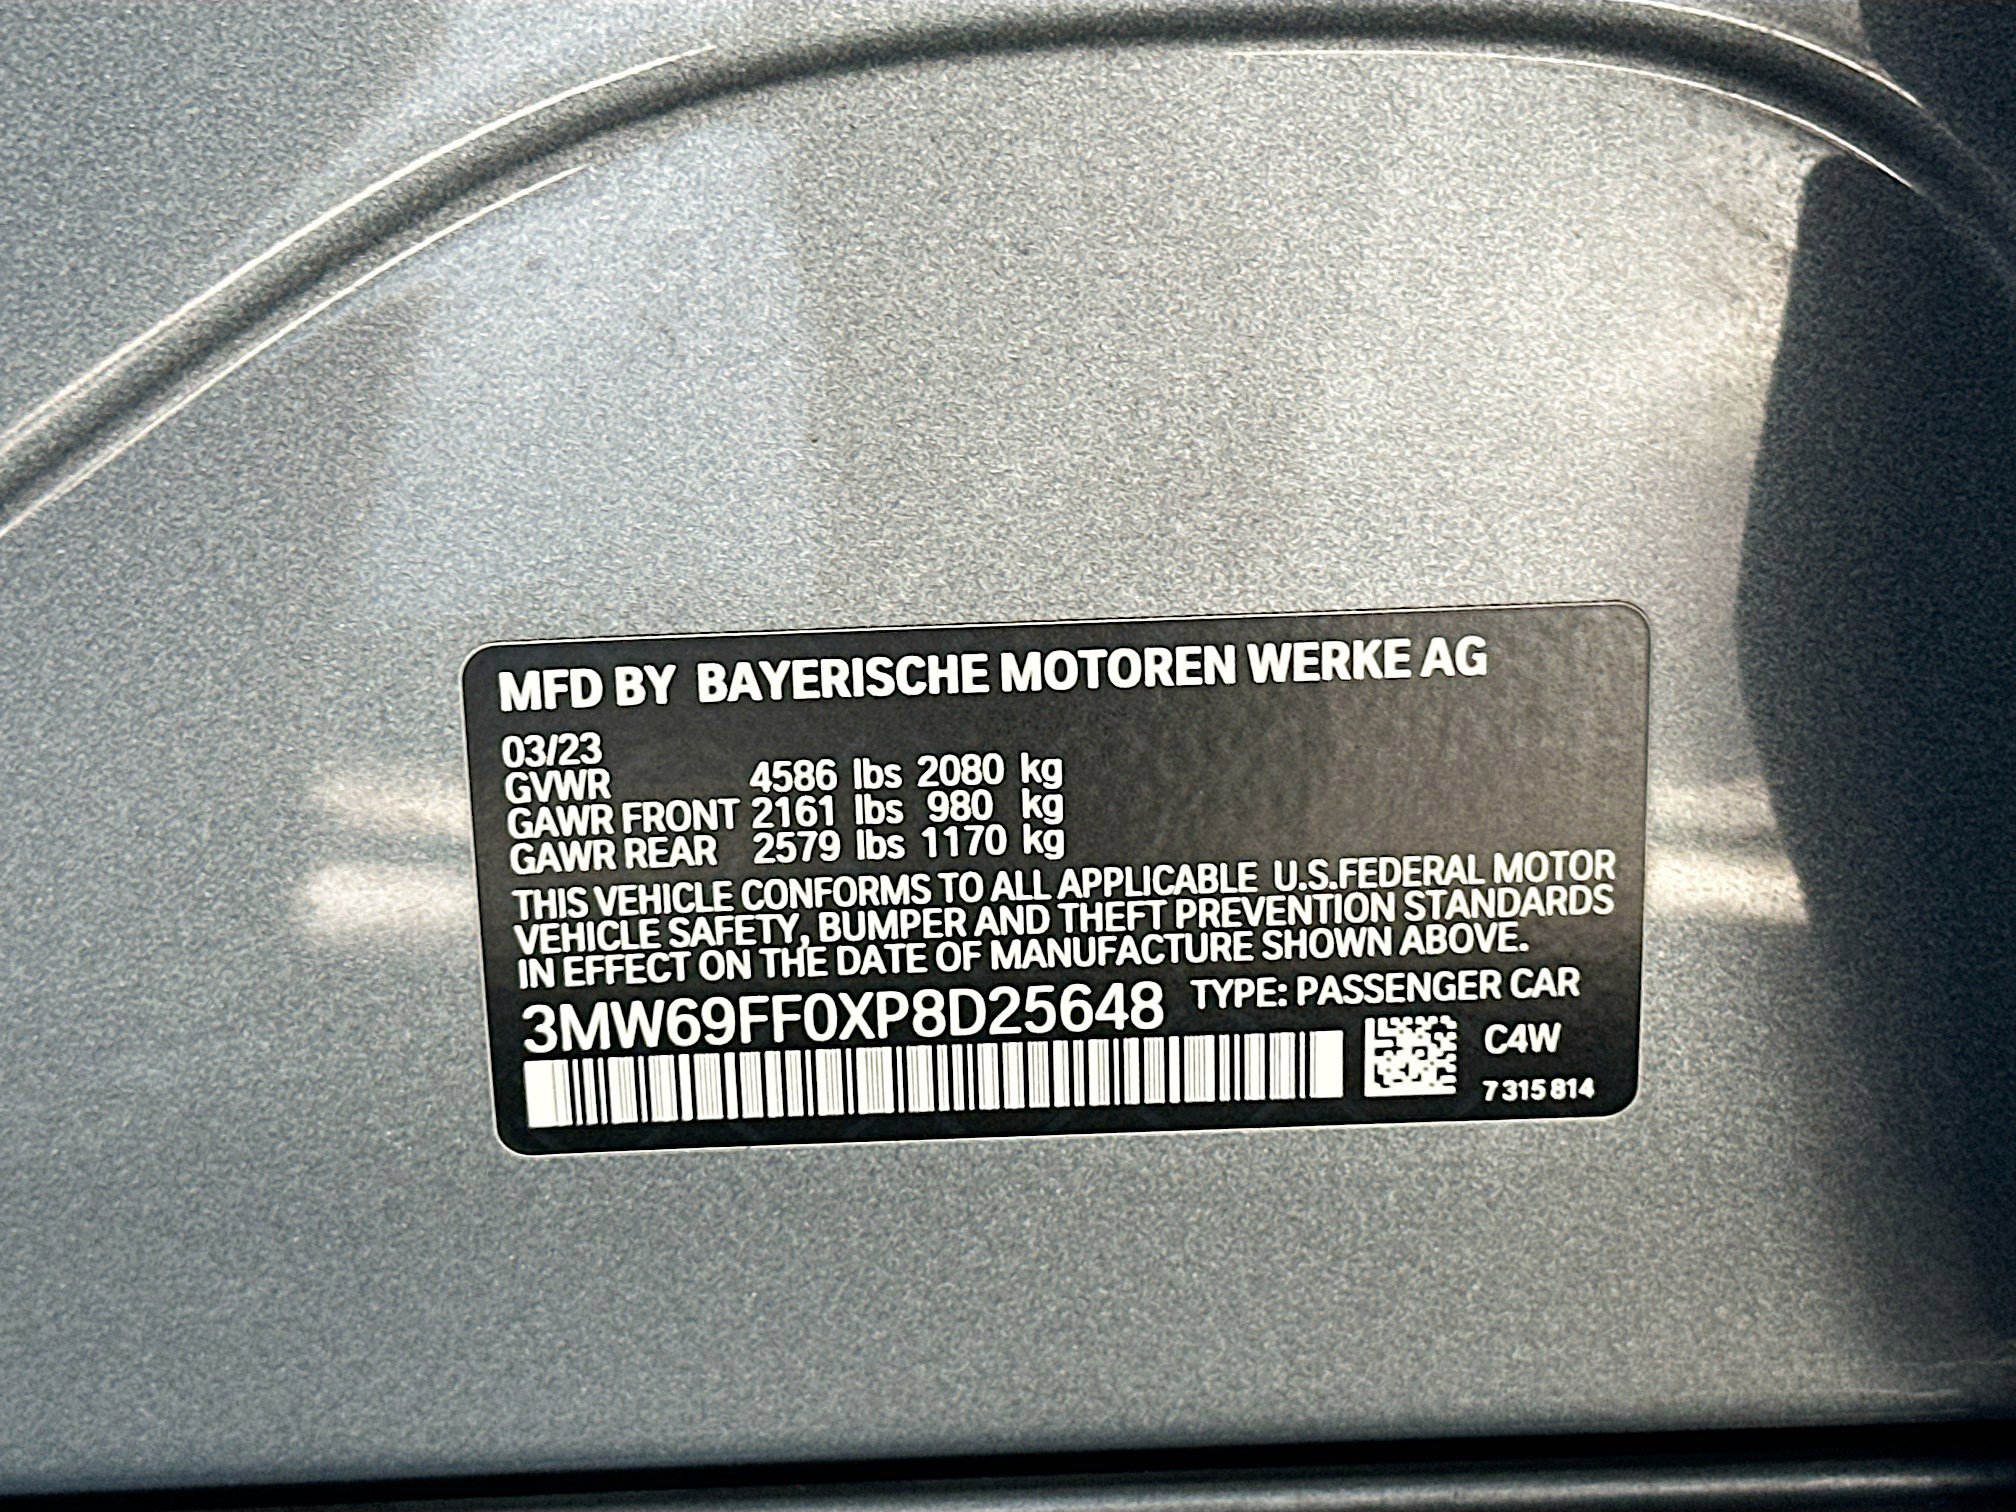 MFD BY BAYERISCHE MOTOREN WERKE AG
03/23
GVWR 4586 lbs 2080 kg
GAWR FRONT 2161 lbs 980 kg
GAWR REAR 2579 lbs 1170 kg
THIS VEHICLE CONFORMS TO ALL APPLICABLE U.S.FEDERAL MOTOR
VEHICLE SAFETY, BUMPER AND THEFT PREVENTION STANDARDS
IN EFFECT ON THE DATE OF MANUFACTURE SHOWN ABOVE.
3MW69FF0XP8D25648 TYPE: PASSENGER CAR
C4W
7 315 814